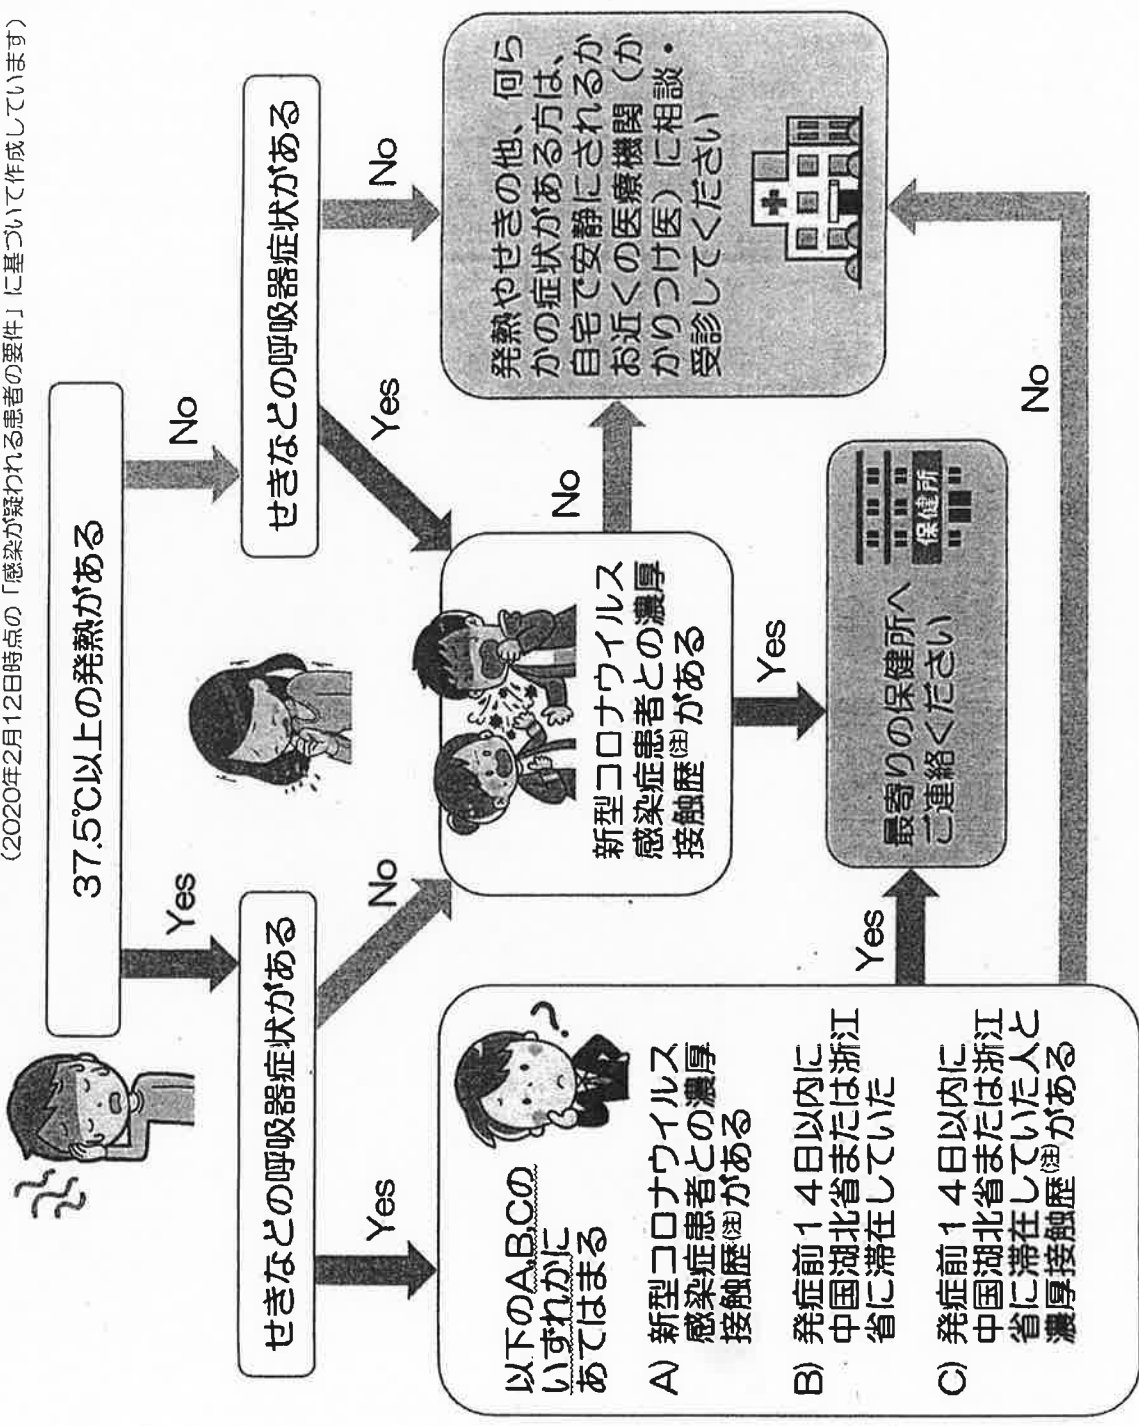 （2020年2月12日時点の「感染が疑われる患者の要件」に基づいて作成しています）
37.5℃以上の発熱がある
Yes
No
せきなどの呼吸器症状がある
せきなどの呼吸器症状がある
Yes
No
Yes
No
以下のA,B,Cの
いずれかに
あてはまる
A) 新型コロナウイルス
感染症患者との濃厚
接触歴(注)がある
B) 発症前14日以内に
中国湖北省または浙江
省に滞在していた
C) 発症前14日以内に
中国湖北省または浙江
省に滞在していた人と
濃厚接触歴(注)がある
新型コロナウイルス
感染症患者との濃厚
接触歴(注)がある
No
Yes
発熱やせきの他、何ら
かの症状がある方は、
自宅で安静にされるか
お近くの医療機関（か
かりつけ医）に相談・
受診してください
Yes
最寄りの保健所へ
ご連絡ください
保健所
No